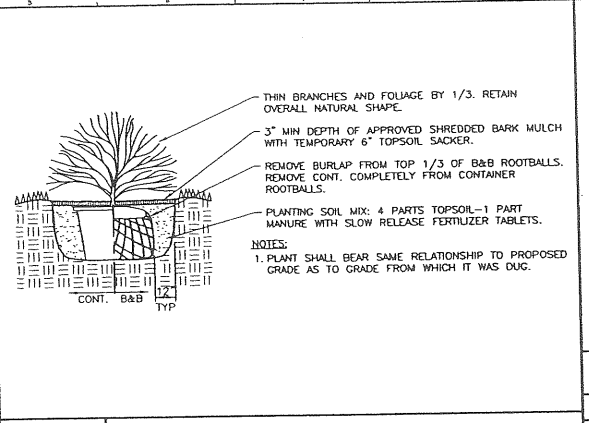 THIN BRANCHES AND FOLIAGE BY 1/3. RETAIN
OVERALL NATURAL SHAPE.
3" MIN DEPTH OF APPROVED SHREDDED BARK MULCH
WITH TEMPORARY 6" TOPSOIL SACKER.
REMOVE BURLAP FROM TOP 1/3 OF B&B ROOTBALLS.
REMOVE CONT. COMPLETELY FROM CONTAINER
ROOTBALLS.
PLANTING SOIL MIX: 4 PARTS TOPSOIL-1 PART
MANURE WITH SLOW RELEASE FERTILIZER TABLETS.
NOTES:
1. PLANT SHALL BEAR SAME RELATIONSHIP TO PROPOSED
GRADE AS TO GRADE FROM WHICH IT WAS DUG.
CONT. B&B 12"
TYP